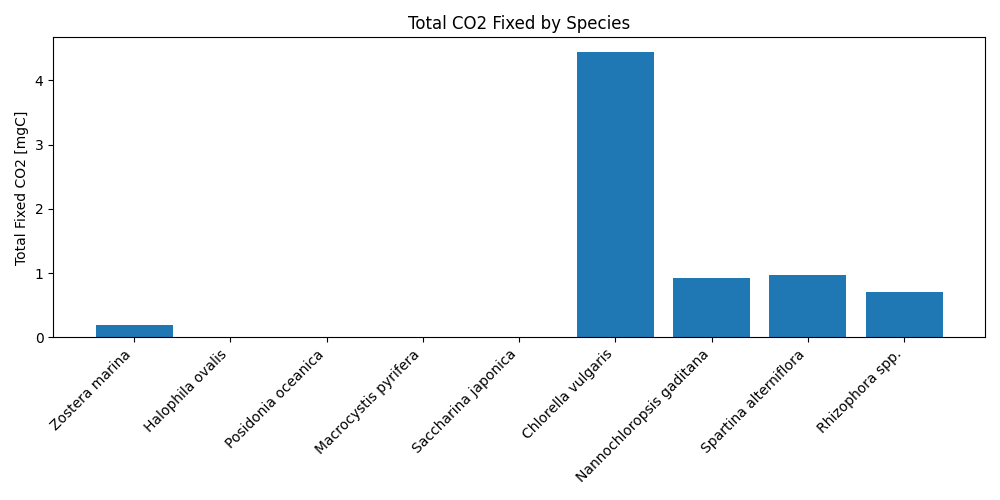 Total CO2 Fixed by Species
Total Fixed CO2 [mgC]
4
3
2
1
0
Zostera marina
Halophila ovalis
Posidonia oceanica
Macrocystis pyrifera
Saccharina japonica
Chlorella vulgaris
Nannochloropsis gaditana
Spartina alterniflora
Rhizophora spp.